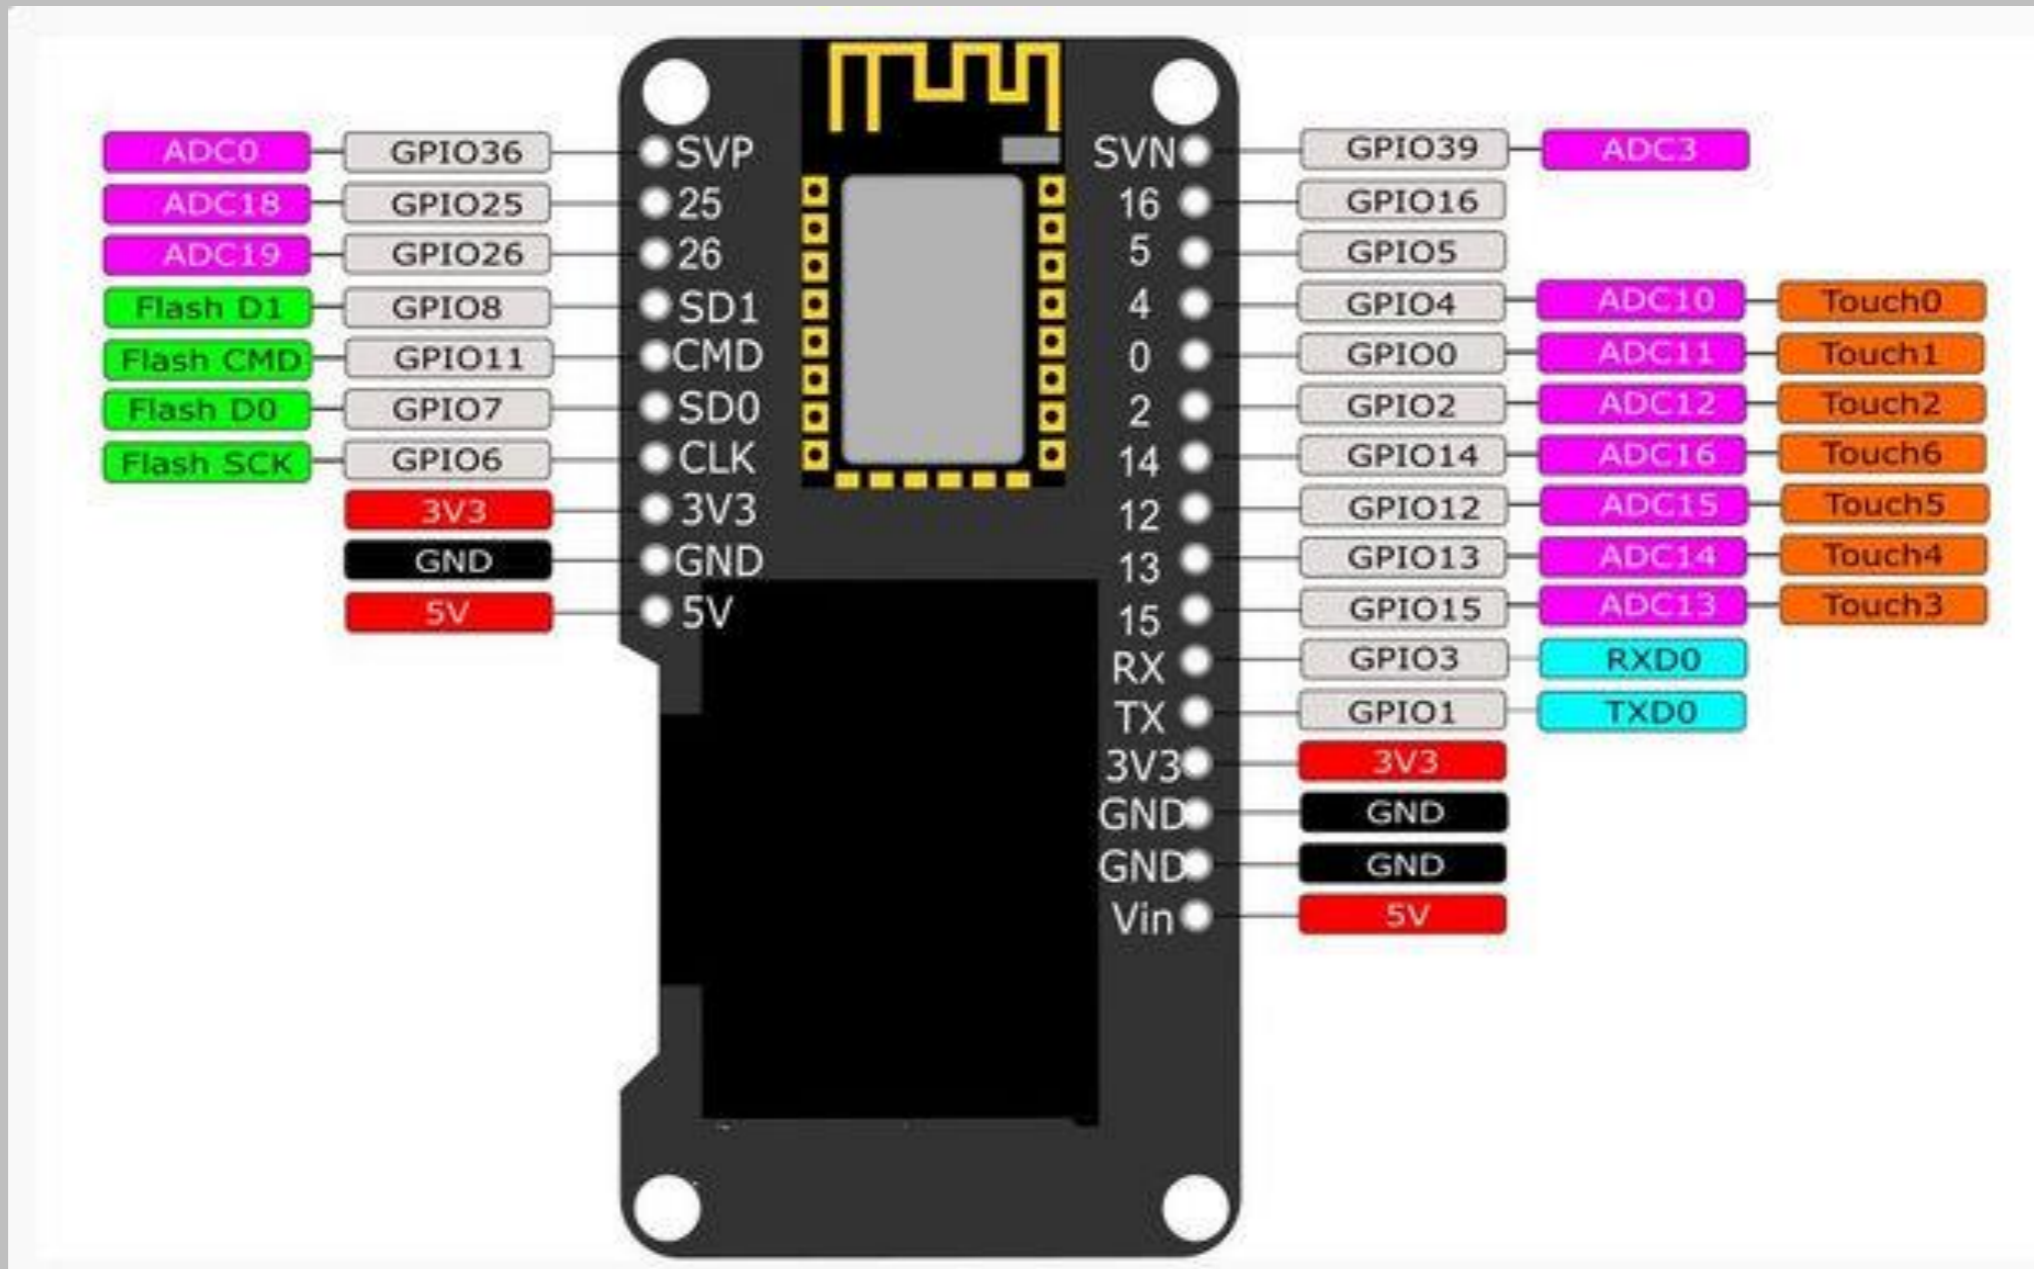 ADC0 GPIO36 SVP SVN GPIO39 ADC3
ADC18 GPIO25 25 16 GPIO16
ADC19 GPIO26 26 5 GPIO5
Flash D1 GPIO8 SD1 4 GPIO4 ADC10 Touch0
Flash CMD GPIO11 CMD 0 GPIO0 ADC11 Touch1
Flash D0 GPIO7 SD0 2 GPIO2 ADC12 Touch2
Flash SCK GPIO6 CLK 14 GPIO14 ADC16 Touch6
3V3 3V3 12 GPIO12 ADC15 Touch5
GND GND 13 GPIO13 ADC14 Touch4
5V 5V 15 GPIO15 ADC13 Touch3
RX GPIO3 RXD0
TX GPIO1 TXD0
3V3 3V3
GND GND
GND GND
Vin 5V